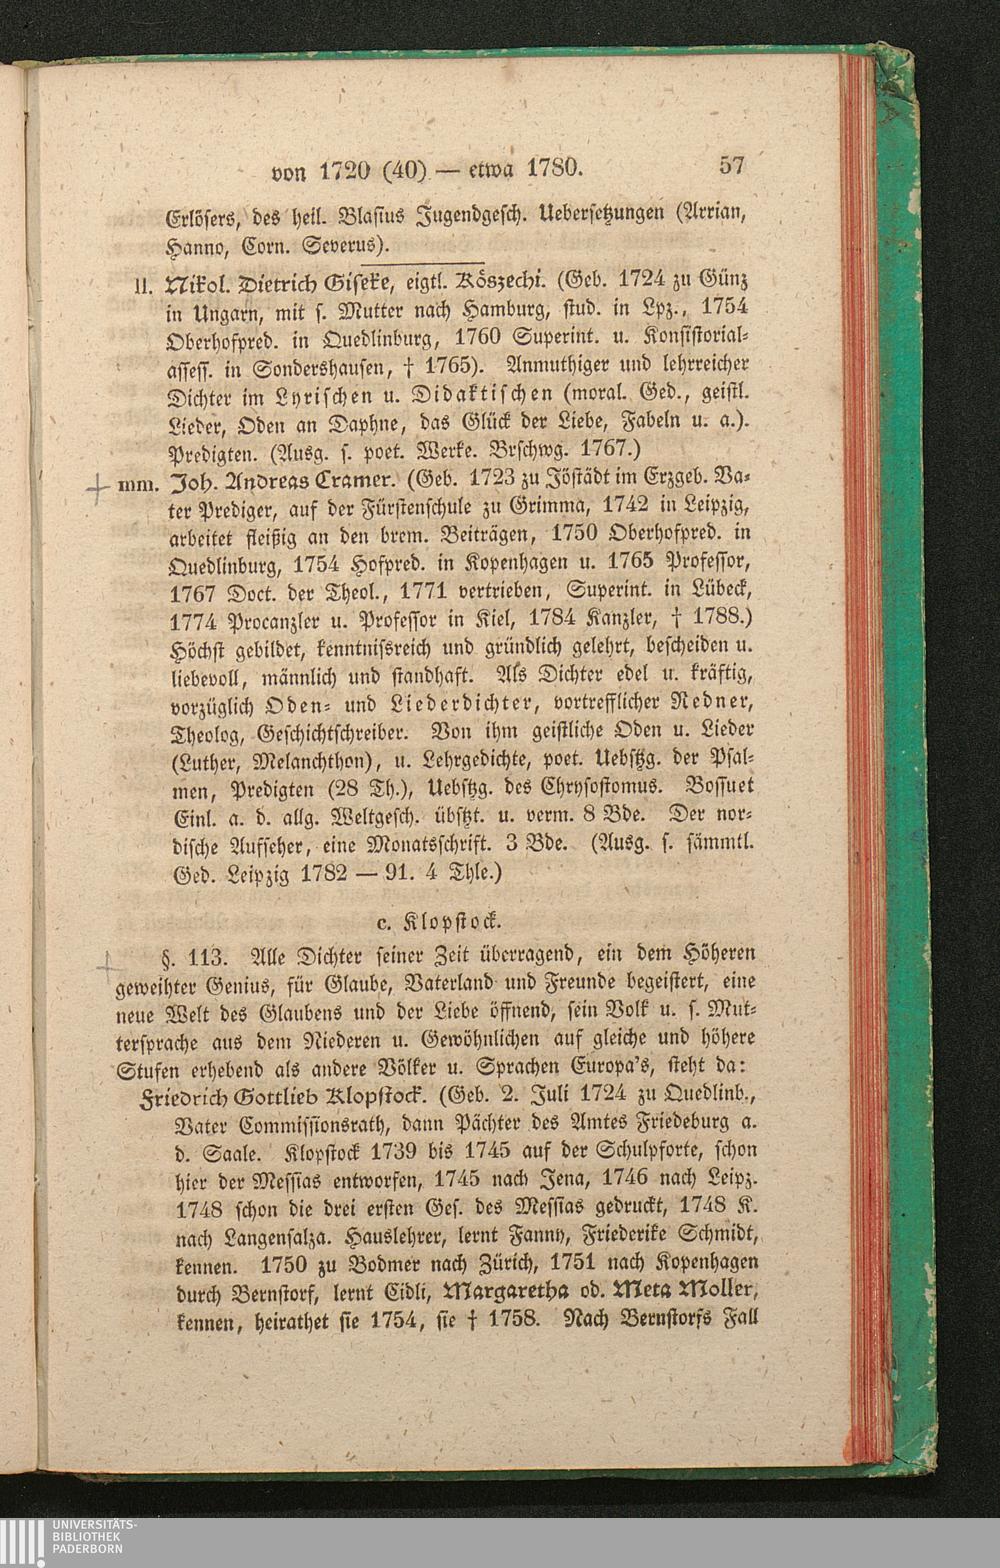 von 1720 (40) — etwa 1780. 57
Erlösers, des heil. Blasius Jugendgesch. Uebersetzungen (Arrian,
Hanno, Corn. Severus).
ll. Nikol. Dietrich Giseke, eigtl. Köszechi. (Geb. 1724 zu Günz
in Ungarn, mit s. Mutter nach Hamburg, stud. in Lpz., 1754
Oberhofpred. in Quedlinburg, 1760 Superint. u. Konsistorial-
assess. in Sondershausen, † 1765). Anmuthiger und lehrreicher
Dichter im Lyrischen u. Didaktischen (moral. Ged., geistl.
Lieder, Oden an Daphne, das Glück der Liebe, Fabeln u. a.).
Predigten. (Ausg. s. poet. Werke. Brschwg. 1767.)
mm. Joh. Andreas Cramer. (Geb. 1723 zu Jöstädt im Erzgeb. Va-
ter Prediger, auf der Fürstenschule zu Grimma, 1742 in Leipzig,
arbeitet fleißig an den brem. Beiträgen, 1750 Oberhofpred. in
Quedlinburg, 1754 Hofpred. in Kopenhagen u. 1765 Professor,
1767 Doct. der Theol., 1771 vertrieben, Superint. in Lübeck,
1774 Procanzler u. Professor in Kiel, 1784 Kanzler, † 1788.)
Höchst gebildet, kenntnissreich und gründlich gelehrt, bescheiden u.
liebevoll, männlich und standhaft. Als Dichter edel u. kräftig,
vorzüglich Oden- und Liederdichter, vortrefflicher Redner,
Theolog, Geschichtschreiber. Von ihm geistliche Oden u. Lieder
(Luther, Melanchthon), u. Lehrgedichte, poet. Uebstzg. der Psal-
men, Predigten (28 Th.), Uebstzg. des Chrysostomus. Bossuet
Einl. a. d. allg. Weltgesch. übstzt. u. verm. 8 Bde. Der nor-
dische Aufseher, eine Monatsschrift. 3 Bde. (Ausg. s. sämmtl.
Ged. Leipzig 1782 — 91. 4 Thle.)
c. Klopstock.
§. 113. Alle Dichter seiner Zeit überragend, ein dem Höheren
geweihter Genius, für Glaube, Vaterland und Freunde begeistert, eine
neue Welt des Glaubens und der Liebe öffnend, sein Volk u. s. Mut-
tersprache aus dem Niederen u. Gewöhnlichen auf gleiche und höhere
Stufen erhebend als andere Völker u. Sprachen Europa's, steht da:
Friedrich Gottlieb Klopstock. (Geb. 2. Juli 1724 zu Quedlinb.,
Vater Commissionsrath, dann Pächter des Amtes Friedeburg a.
d. Saale. Klopstock 1739 bis 1745 auf der Schulpforte, schon
hier der Messias entworfen, 1745 nach Jena, 1746 nach Leipz.
1748 schon die drei ersten Ges. des Messias gedruckt, 1748 K.
nach Langensalza. Hauslehrer, lernt Fanny, Friederike Schmidt,
kennen. 1750 zu Bodmer nach Zürich, 1751 nach Kopenhagen
durch Bernstorf, lernt Cidli, Margaretha od. Meta Moller,
kennen, heirathet sie 1754, sie † 1758. Nach Bernstorfs Fall
UNIVERSITÄTS-
BIBLIOTHEK
PADERBORN